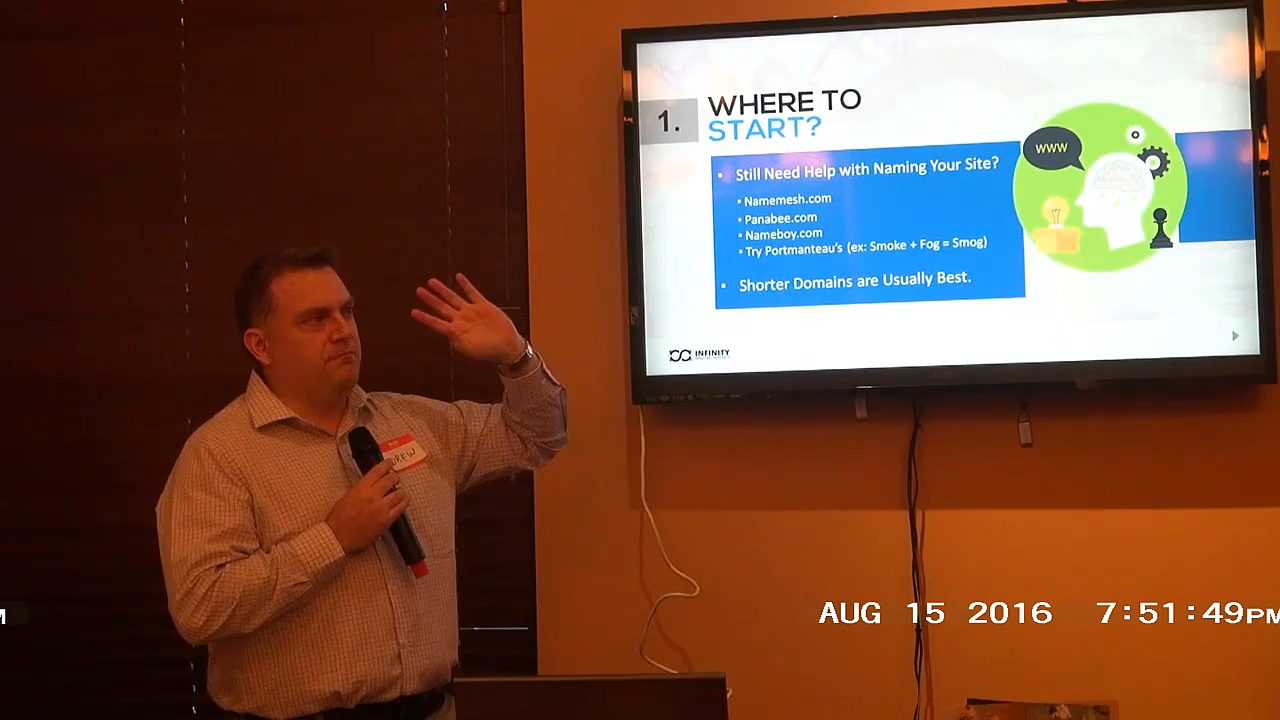 1.
WHERE TO
START?
• Still Need Help with Naming Your Site?
• Namemesh.com
• Panabee.com
• Nameboy.com
• Try Portmanteau's (ex: Smoke + Fog = Smog)
• Shorter Domains are Usually Best.
WWW
INFINITY
REW
M
AUG 15 2016 7:51:49PM